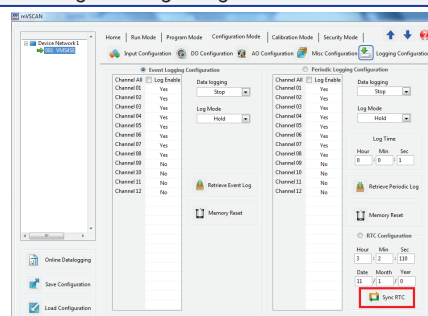 mVSCAN
Home Run Mode Program Mode Configuration Mode Calibration Mode Security Mode
Input Configuration DO Configuration AO Configuration Misc Configuration Logging Configuration
Device Network 1
Event Logging Configuration
Channel All Log Enable
Channel 01 Yes
Channel 02 Yes
Channel 03 Yes
Channel 04 Yes
Channel 05 Yes
Channel 06 Yes
Channel 07 Yes
Channel 08 Yes
Channel 09 No
Channel 10 No
Channel 11 No
Channel 12 No
Data logging
Stop
Log Mode
Hold
Retrieve Event Log
Memory Reset
Periodic Logging Configuration
Channel All Log Enable
Channel 01 Yes
Channel 02 Yes
Channel 03 Yes
Channel 04 Yes
Channel 05 Yes
Channel 06 Yes
Channel 07 Yes
Channel 08 Yes
Channel 09 No
Channel 10 No
Channel 11 No
Channel 12 No
Data logging
Stop
Log Mode
Hold
Log Time
Hour Min Sec
0 : 0 : 1
Retrieve Periodic Log
Memory Reset
RTC Configuration
Hour Min Sec
3 : 2 : 110
Date Month Year
11 / 1 / 0
Sync RTC
Online Datalogging
Save Configuration
Load Configuration